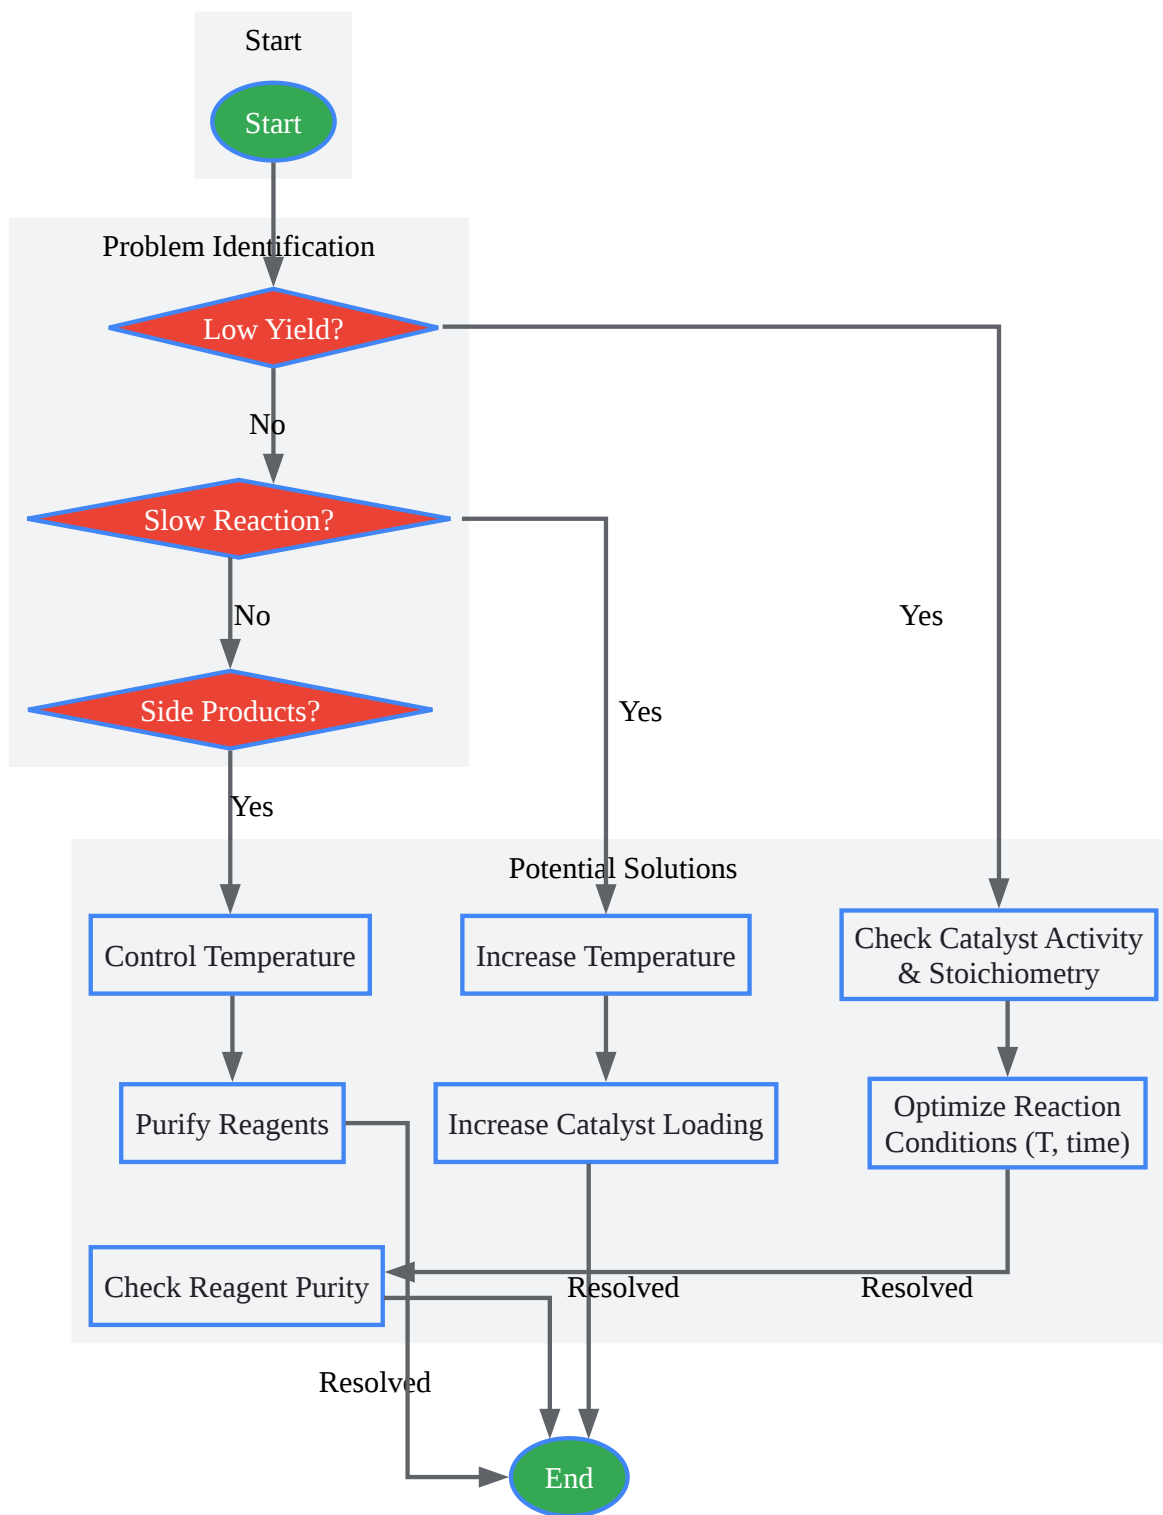 Start
Start
Problem Identification
Low Yield?
No
Slow Reaction?
No
Yes
Side Products?
Yes
Yes
Potential Solutions
Control Temperature
Increase Temperature
Check Catalyst Activity
& Stoichiometry
Purify Reagents
Increase Catalyst Loading
Optimize Reaction
Conditions (T, time)
Check Reagent Purity
Resolved
Resolved
Resolved
End